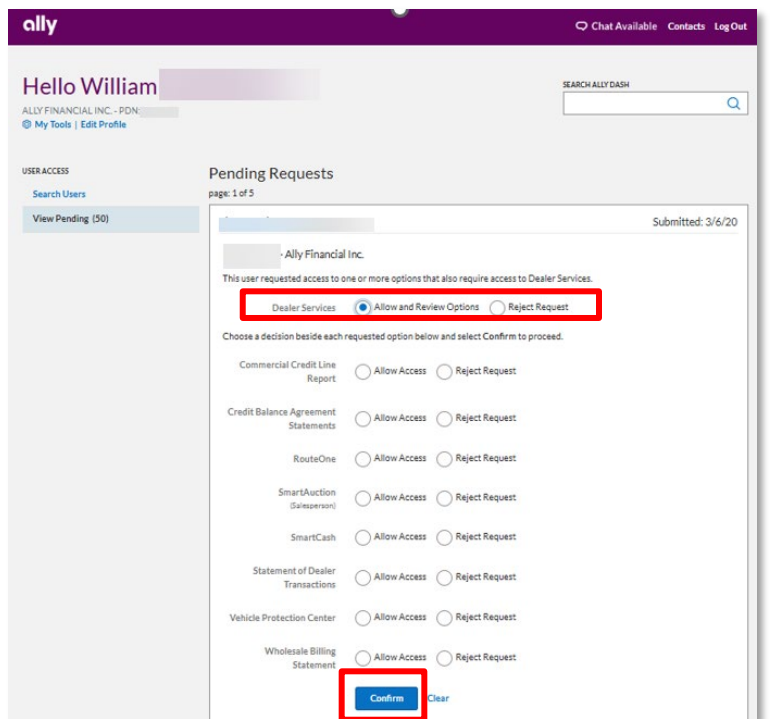 ally
Chat Available Contacts Log Out
Hello William
SEARCH ALLY DASH
ALLY FINANCIAL INC. - PDN
My Tools | Edit Profile
USER ACCESS
Search Users
View Pending (50)
Pending Requests
page: 1 of 5
Submitted: 3/6/20
- Ally Financial Inc.
This user requested access to one or more options that also require access to Dealer Services.
Dealer Services Allow and Review Options Reject Request
Choose a decision beside each requested option below and select Confirm to proceed.
Commercial Credit Line
Report
Allow Access Reject Request
Credit Balance Agreement
Statements
Allow Access Reject Request
RouteOne Allow Access Reject Request
SmartAuction
(Salesperson)
Allow Access Reject Request
SmartCash Allow Access Reject Request
Statement of Dealer
Transactions
Allow Access Reject Request
Vehicle Protection Center Allow Access Reject Request
Wholesale Billing
Statement
Allow Access Reject Request
Confirm Clear